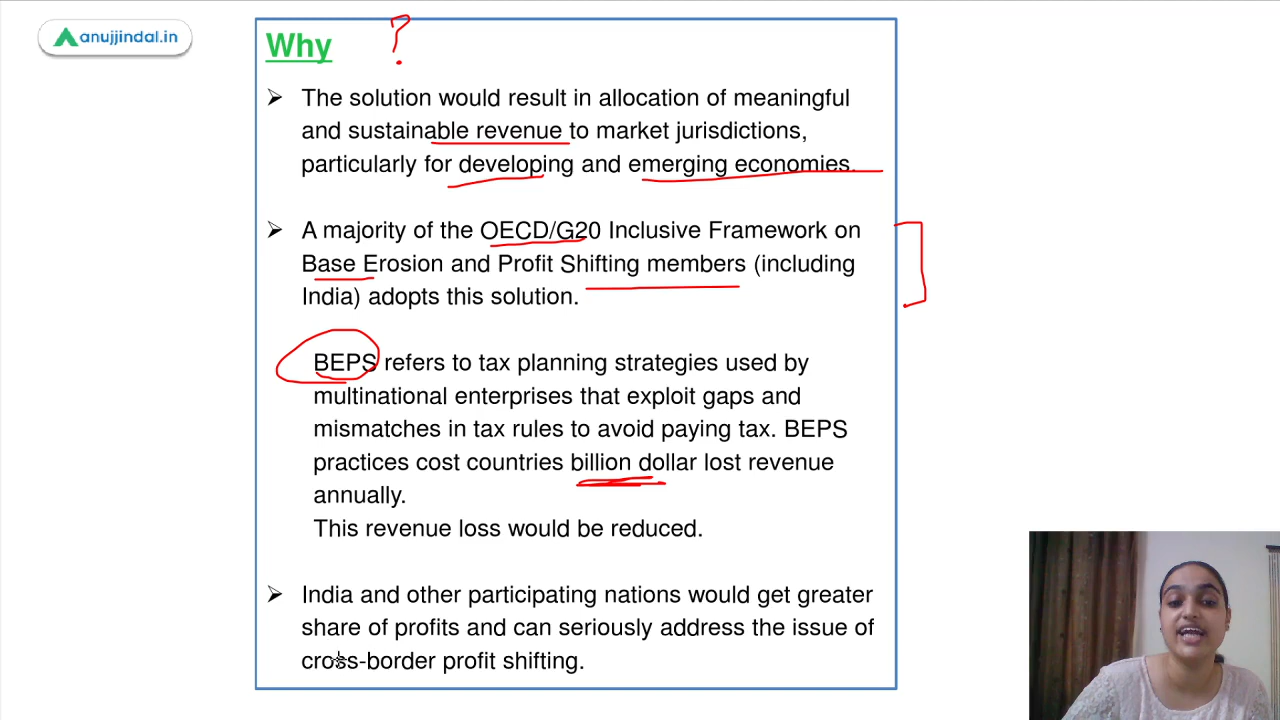 anujjindal.in
Why ?
➢ The solution would result in allocation of meaningful
and sustainable revenue to market jurisdictions,
particularly for developing and emerging economies.
➢ A majority of the OECD/G20 Inclusive Framework on
Base Erosion and Profit Shifting members (including
India) adopts this solution.
BEPS refers to tax planning strategies used by
multinational enterprises that exploit gaps and
mismatches in tax rules to avoid paying tax. BEPS
practices cost countries billion dollar lost revenue
annually.
This revenue loss would be reduced.
➢ India and other participating nations would get greater
share of profits and can seriously address the issue of
cross-border profit shifting.